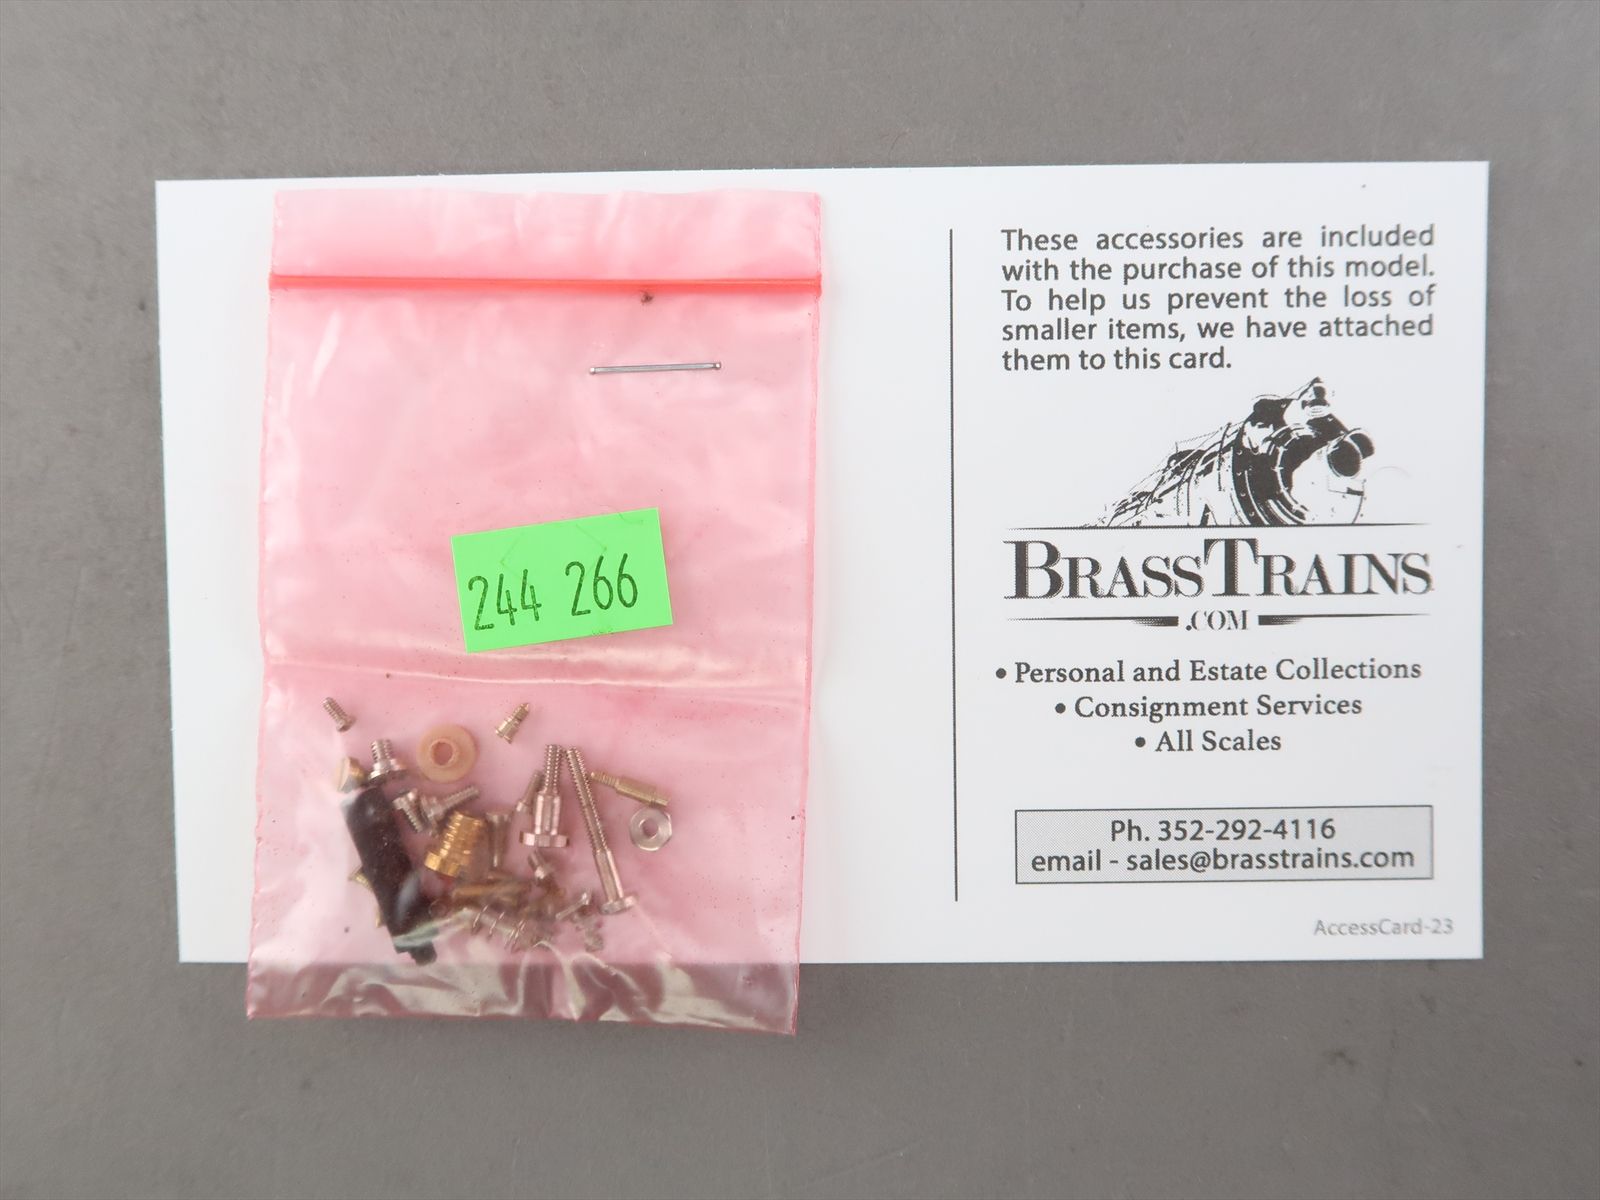 244 266
These accessories are included
with the purchase of this model.
To help us prevent the loss of
smaller items, we have attached
them to this card.
BRASSTRAINS
.COM
• Personal and Estate Collections
• Consignment Services
• All Scales
Ph. 352-292-4116
email - sales@brasstrains.com
AccessCard-23